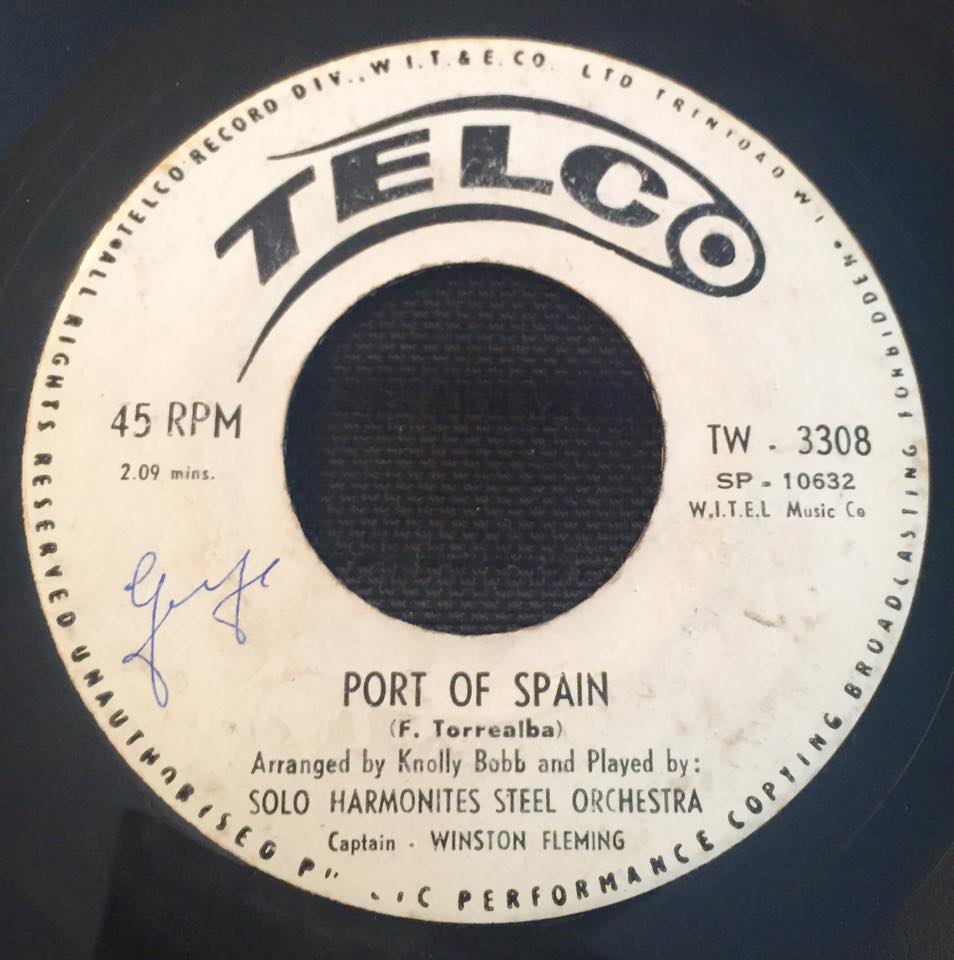 TELCO RECORD DIV., W.I.T. & E. CO. LTD TRINIDAD W.I. • ALL RIGHTS RESERVED UNAUTHORISED PERFORMANCE COPYING BROADCASTING FORBIDDEN •
TELCO
45 RPM
2.09 mins.
TW - 3308
SP - 10632
W.I.T.E.L Music Co
PORT OF SPAIN
(F. Torrealba)
Arranged by Knolly Bobb and Played by:
SOLO HARMONITES STEEL ORCHESTRA
Captain - WINSTON FLEMING